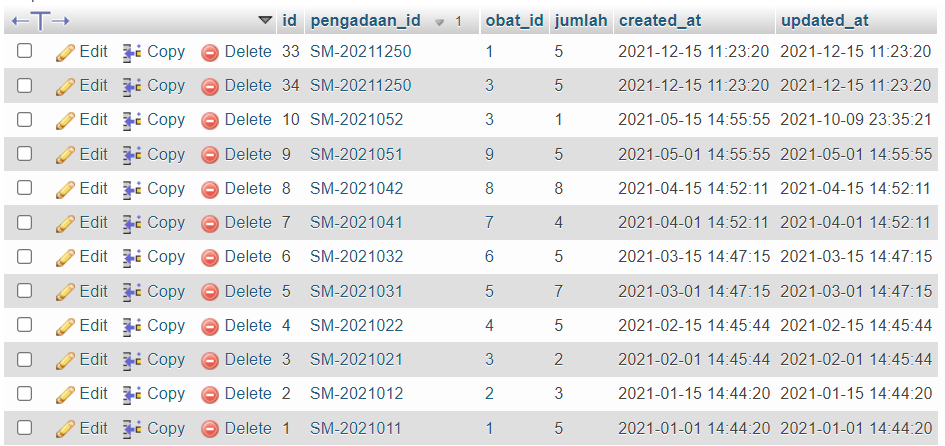 ←T→ id pengadaan_id 1 obat_id jumlah created_at updated_at
Edit Copy Delete 33 SM-20211250 1 5 2021-12-15 11:23:20 2021-12-15 11:23:20
Edit Copy Delete 34 SM-20211250 3 5 2021-12-15 11:23:20 2021-12-15 11:23:20
Edit Copy Delete 10 SM-2021052 3 1 2021-05-15 14:55:55 2021-10-09 23:35:21
Edit Copy Delete 9 SM-2021051 9 5 2021-05-01 14:55:55 2021-05-01 14:55:55
Edit Copy Delete 8 SM-2021042 8 8 2021-04-15 14:52:11 2021-04-15 14:52:11
Edit Copy Delete 7 SM-2021041 7 4 2021-04-01 14:52:11 2021-04-01 14:52:11
Edit Copy Delete 6 SM-2021032 6 5 2021-03-15 14:47:15 2021-03-15 14:47:15
Edit Copy Delete 5 SM-2021031 5 7 2021-03-01 14:47:15 2021-03-01 14:47:15
Edit Copy Delete 4 SM-2021022 4 5 2021-02-15 14:45:44 2021-02-15 14:45:44
Edit Copy Delete 3 SM-2021021 3 2 2021-02-01 14:45:44 2021-02-01 14:45:44
Edit Copy Delete 2 SM-2021012 2 3 2021-01-15 14:44:20 2021-01-15 14:44:20
Edit Copy Delete 1 SM-2021011 1 5 2021-01-01 14:44:20 2021-01-01 14:44:20